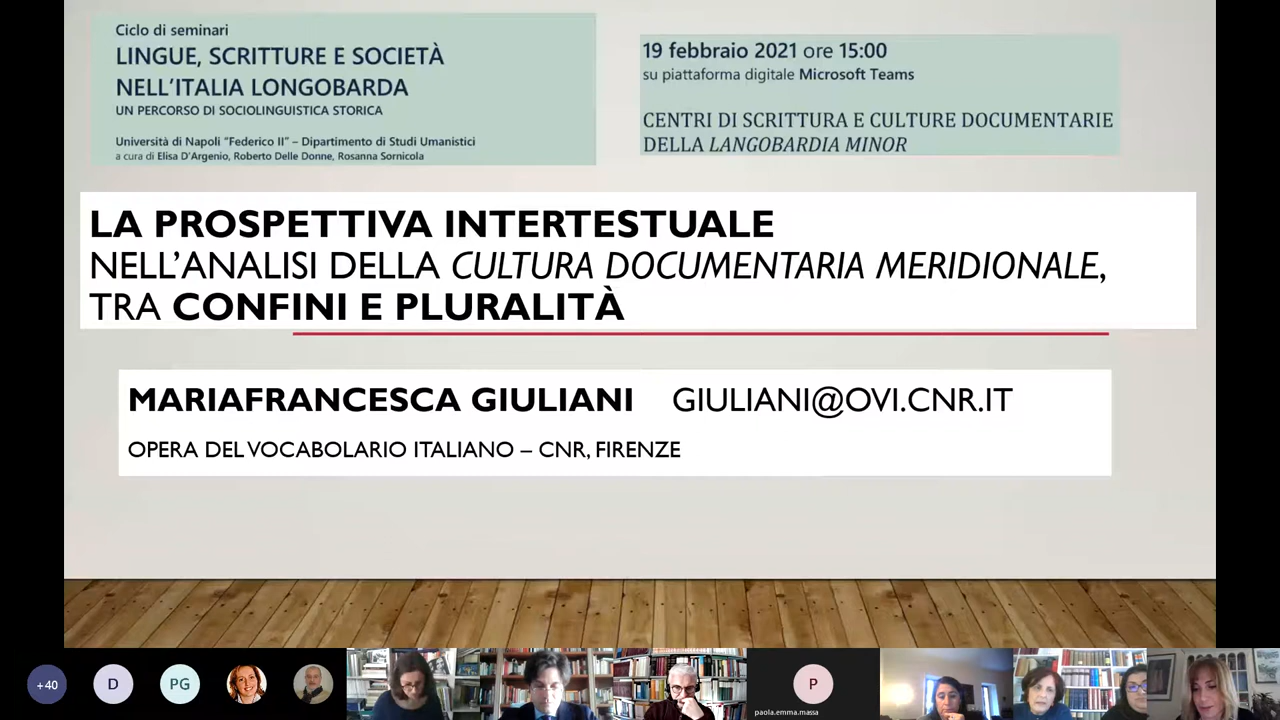 Ciclo di seminari
LINGUE, SCRITTURE E SOCIETÀ
NELL'ITALIA LONGOBARDA
UN PERCORSO DI SOCIOLINGUISTICA STORICA
Università di Napoli "Federico II" – Dipartimento di Studi Umanistici
a cura di Elisa D'Argenio, Roberto Delle Donne, Rosanna Sornicola
19 febbraio 2021 ore 15:00
su piattaforma digitale Microsoft Teams
CENTRI DI SCRITTURA E CULTURE DOCUMENTARIE
DELLA LANGOBARDIA MINOR
LA PROSPETTIVA INTERTESTUALE
NELL'ANALISI DELLA CULTURA DOCUMENTARIA MERIDIONALE,
TRA CONFINI E PLURALITÀ
MARIAFRANCESCA GIULIANI GIULIANI@OVI.CNR.IT
OPERA DEL VOCABOLARIO ITALIANO – CNR, FIRENZE
+40
D
PG
P
paola.emma.massa